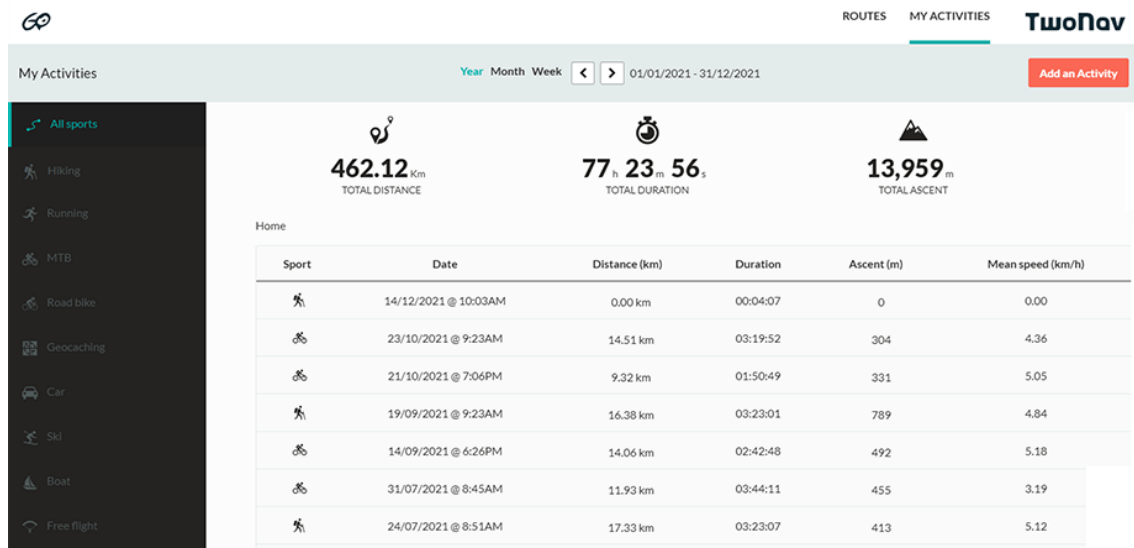 GO
ROUTES MY ACTIVITIES TwoNav
My Activities Year Month Week < > 01/01/2021 - 31/12/2021 Add an Activity
All sports
Hiking
Running
MTB
Road bike
Geocaching
Car
Ski
Boat
Free flight
462.12 Km 77 h 23 m 56 s 13,959 m
TOTAL DISTANCE TOTAL DURATION TOTAL ASCENT
Home
Sport Date Distance (km) Duration Ascent (m) Mean speed (km/h)
14/12/2021 @ 10:03AM 0.00 km 00:04:07 0 0.00
23/10/2021 @ 9:23AM 14.51 km 03:19:52 304 4.36
21/10/2021 @ 7:06PM 9.32 km 01:50:49 331 5.05
19/09/2021 @ 9:23AM 16.38 km 03:23:01 789 4.84
14/09/2021 @ 6:26PM 14.06 km 02:42:48 492 5.18
31/07/2021 @ 8:45AM 11.93 km 03:44:11 455 3.19
24/07/2021 @ 8:51AM 17.33 km 03:23:07 413 5.12